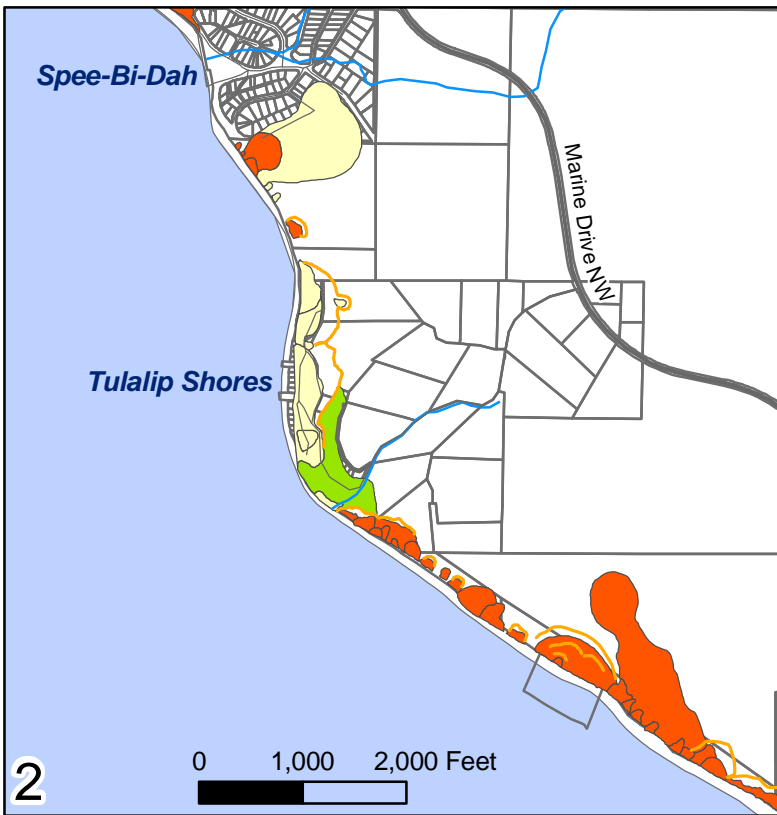 Spee-Bi-Dah
Marine Drive NW
Tulalip Shores
0 1,000 2,000 Feet
2